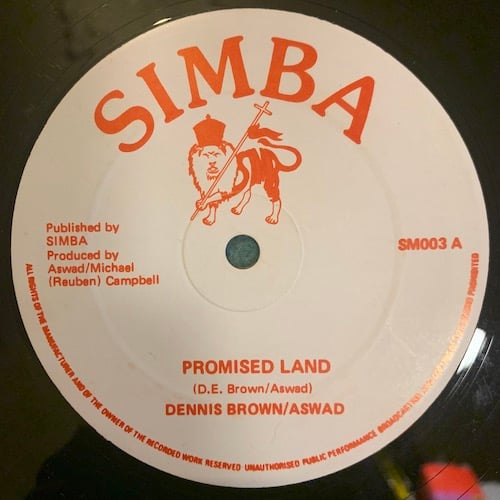 SIMBA
Published by
SIMBA
Produced by
Aswad/Michael
(Reuben) Campbell
SM003 A
PROMISED LAND
(D.E. Brown/Aswad)
DENNIS BROWN/ASWAD
ALL RIGHTS OF THE MANUFACTURER AND OF THE OWNER OF THE RECORDED WORK RESERVED UNAUTHORISED PUBLIC PERFORMANCE BROADCASTING PROHIBITED